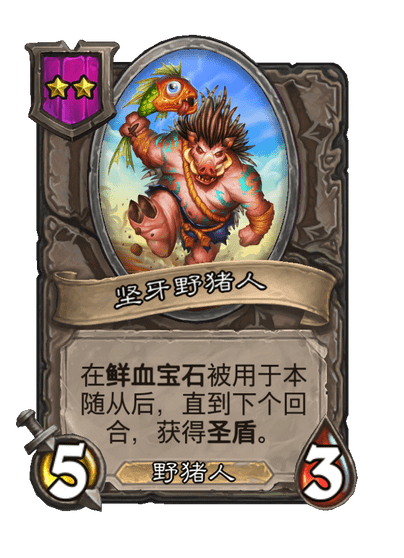 坚牙野猪人
在鲜血宝石被用于本
随从后，直到下个回
合，获得圣盾。
5
野猪人
3